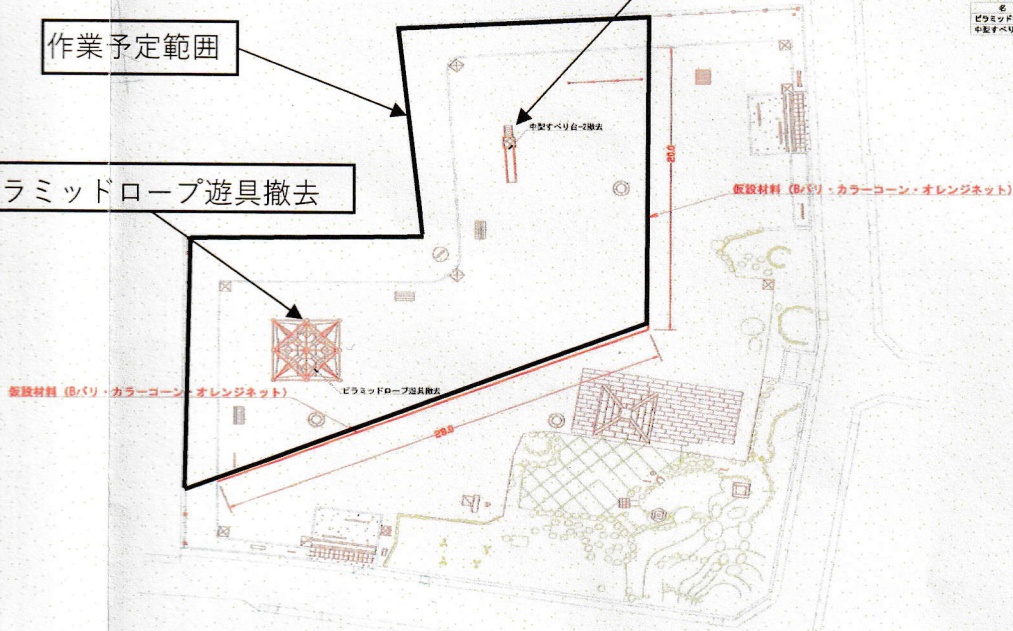 名
ピラミッド
中型すべり
作業予定範囲
中型すべり台-2撤去
20.0
ラミッドロープ遊具撤去
仮設材料 (Bバリ・カラーコーン・オレンジネット)
仮設材料 (Bバリ・カラーコーン・オレンジネット)
ピラミッドロープ遊具撤去
28.0